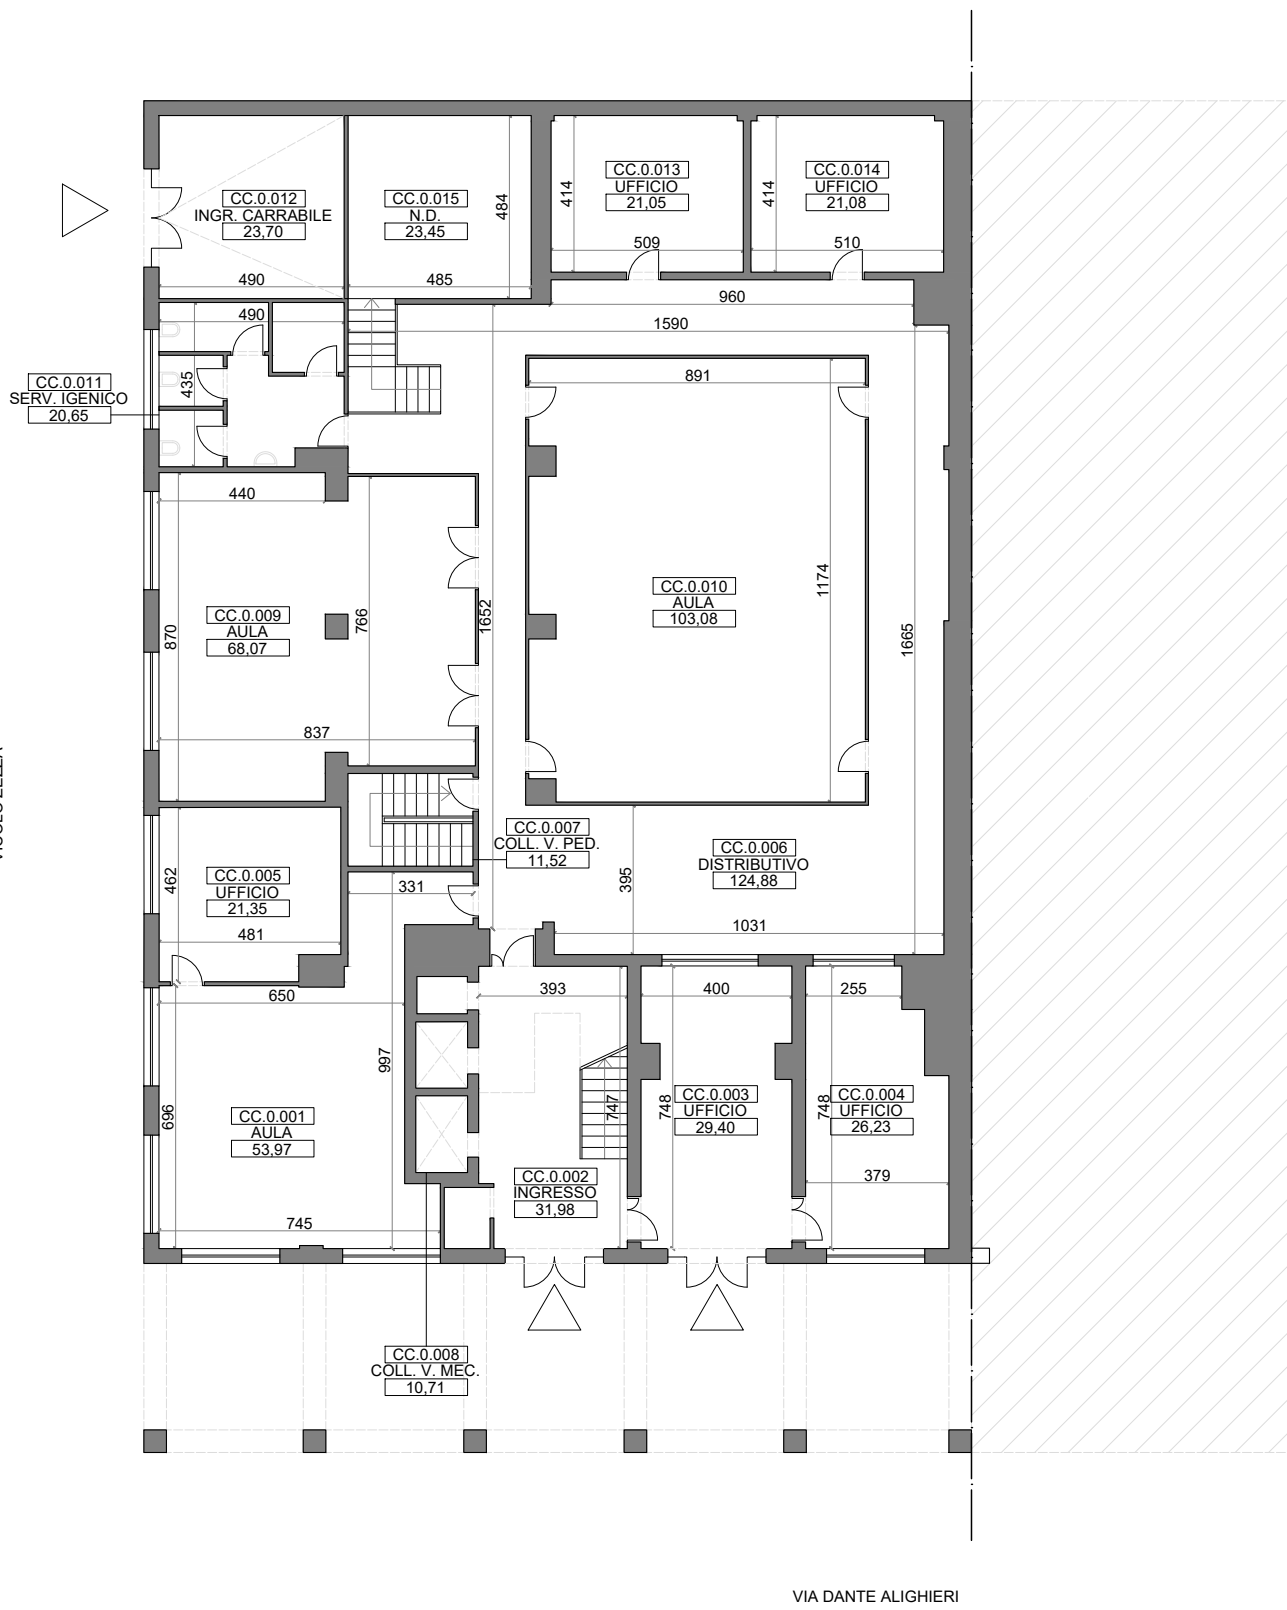 CC.0.012
INGR. CARRABILE
23,70
490
CC.0.015
N.D.
23,45
484
485
CC.0.013
UFFICIO
21,05
414
509
CC.0.014
UFFICIO
21,08
414
510
960
1590
490
435
CC.0.011
SERV. IGENICO
20,65
891
440
CC.0.009
AULA
68,07
870
766
837
1652
CC.0.010
AULA
103,08
1174
1665
CC.0.007
COLL. V. PED.
11,52
CC.0.006
DISTRIBUTIVO
124,88
395
1031
CC.0.005
UFFICIO
21,35
462
481
331
650
997
393
400
255
CC.0.001
AULA
53,97
696
745
747
CC.0.002
INGRESSO
31,98
748
CC.0.003
UFFICIO
29,40
748
CC.0.004
UFFICIO
26,23
379
CC.0.008
COLL. V. MEC.
10,71
VIA DANTE ALIGHIERI